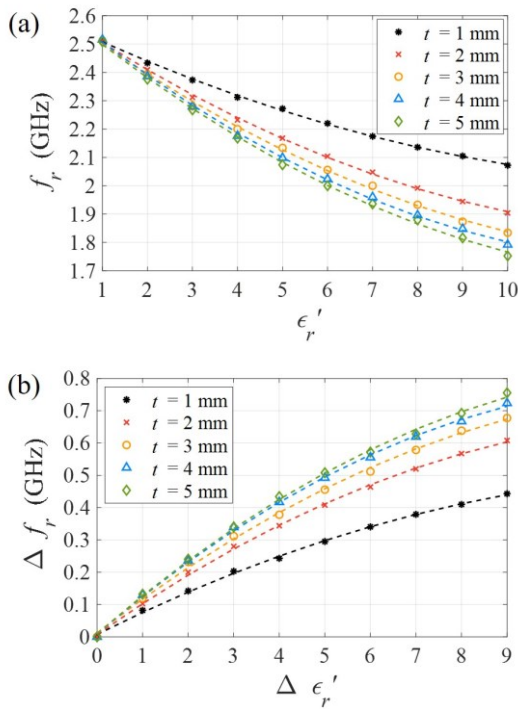 (a)
2.6
2.5
2.4
2.3
2.2
2.1
2
1.9
1.8
1.7
f_r (GHz)
t = 1 mm
t = 2 mm
t = 3 mm
t = 4 mm
t = 5 mm
1 2 3 4 5 6 7 8 9 10
ϵ_r′
(b)
0.8
0.7
0.6
0.5
0.4
0.3
0.2
0.1
0
Δ f_r (GHz)
t = 1 mm
t = 2 mm
t = 3 mm
t = 4 mm
t = 5 mm
0 1 2 3 4 5 6 7 8 9
Δ ϵ_r′